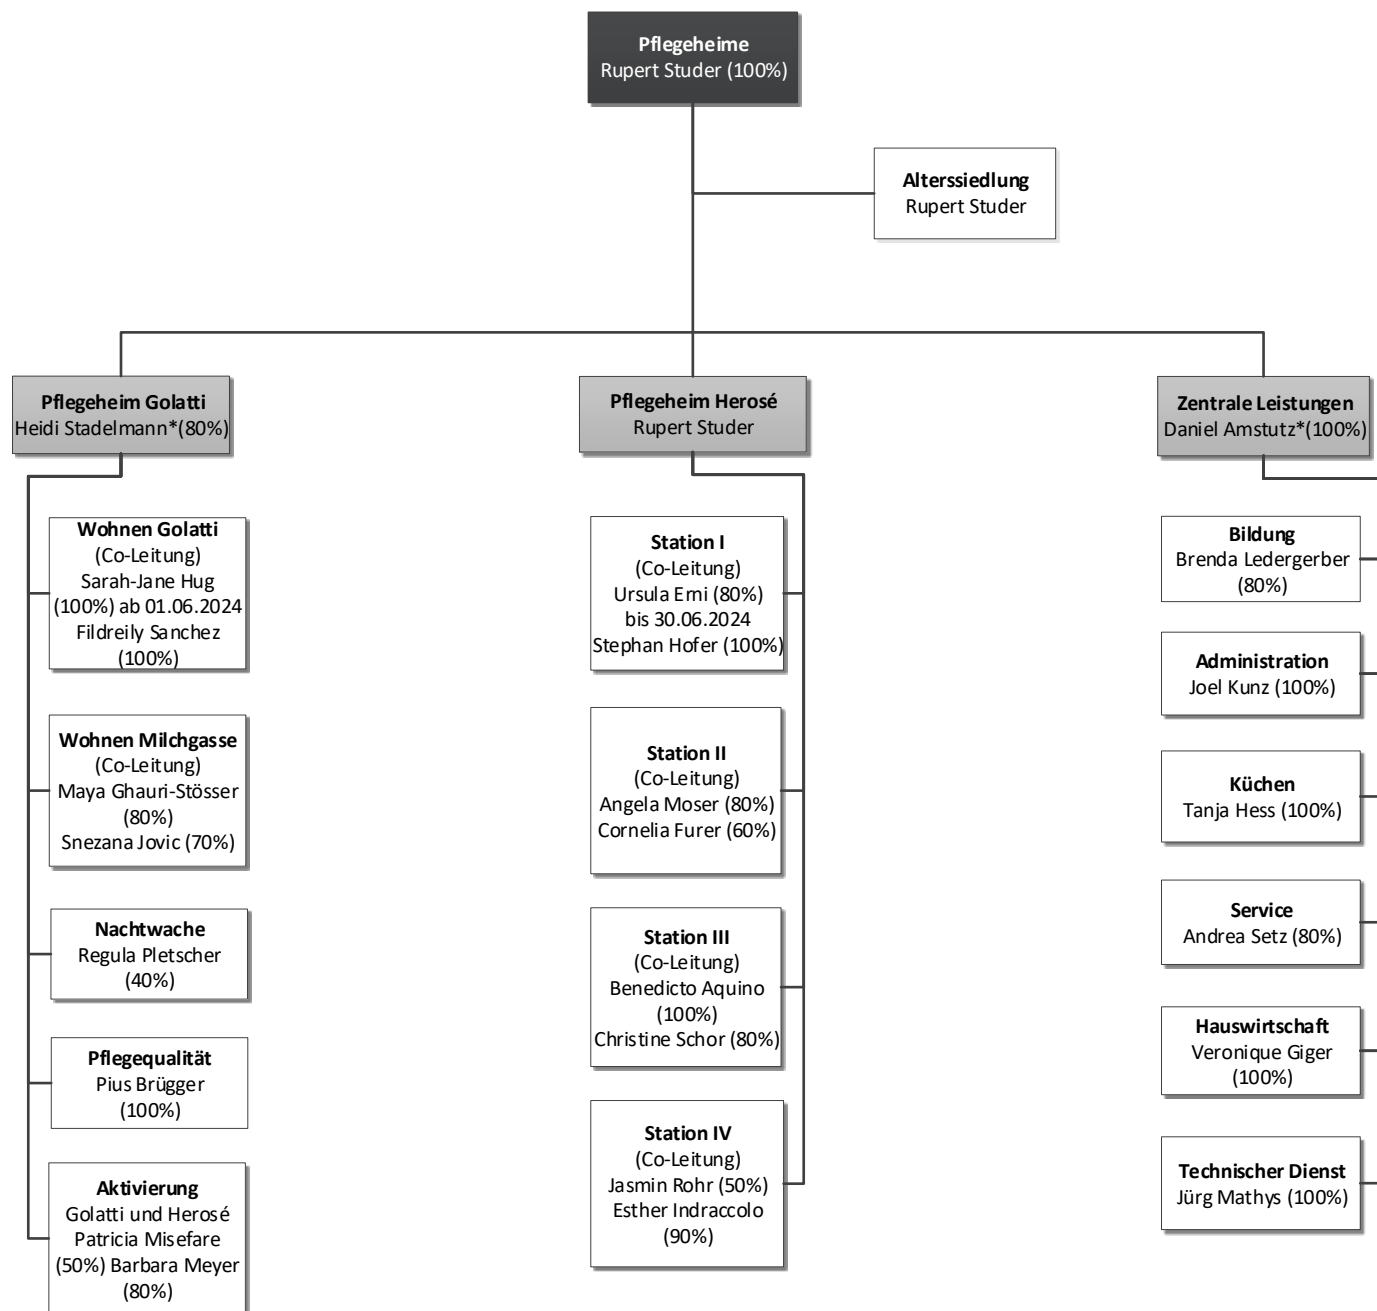 Pflegeheime
Rupert Studer (100%)
Alterssiedlung
Rupert Studer
Pflegeheim Golatti
Heidi Stadelmann*(80%)
Pflegeheim Herosé
Rupert Studer
Zentrale Leistungen
Daniel Amstutz*(100%)
Wohnen Golatti
(Co-Leitung)
Sarah-Jane Hug
(100%) ab 01.06.2024
Fildreily Sanchez
(100%)
Wohnen Milchgasse
(Co-Leitung)
Maya Ghauri-Stösser
(80%)
Snezana Jovic (70%)
Nachtwache
Regula Pletscher
(40%)
Pflegequalität
Pius Brügger
(100%)
Aktivierung
Golatti und Herosé
Patricia Misefare
(50%) Barbara Meyer
(80%)
Station I
(Co-Leitung)
Ursula Erni (80%)
bis 30.06.2024
Stephan Hofer (100%)
Station II
(Co-Leitung)
Angela Moser (80%)
Cornelia Furer (60%)
Station III
(Co-Leitung)
Benedicto Aquino
(100%)
Christine Schor (80%)
Station IV
(Co-Leitung)
Jasmin Rohr (50%)
Esther Indraccolo
(90%)
Bildung
Brenda Ledergerber
(80%)
Administration
Joel Kunz (100%)
Küchen
Tanja Hess (100%)
Service
Andrea Setz (80%)
Hauswirtschaft
Veronique Giger
(100%)
Technischer Dienst
Jürg Mathys (100%)